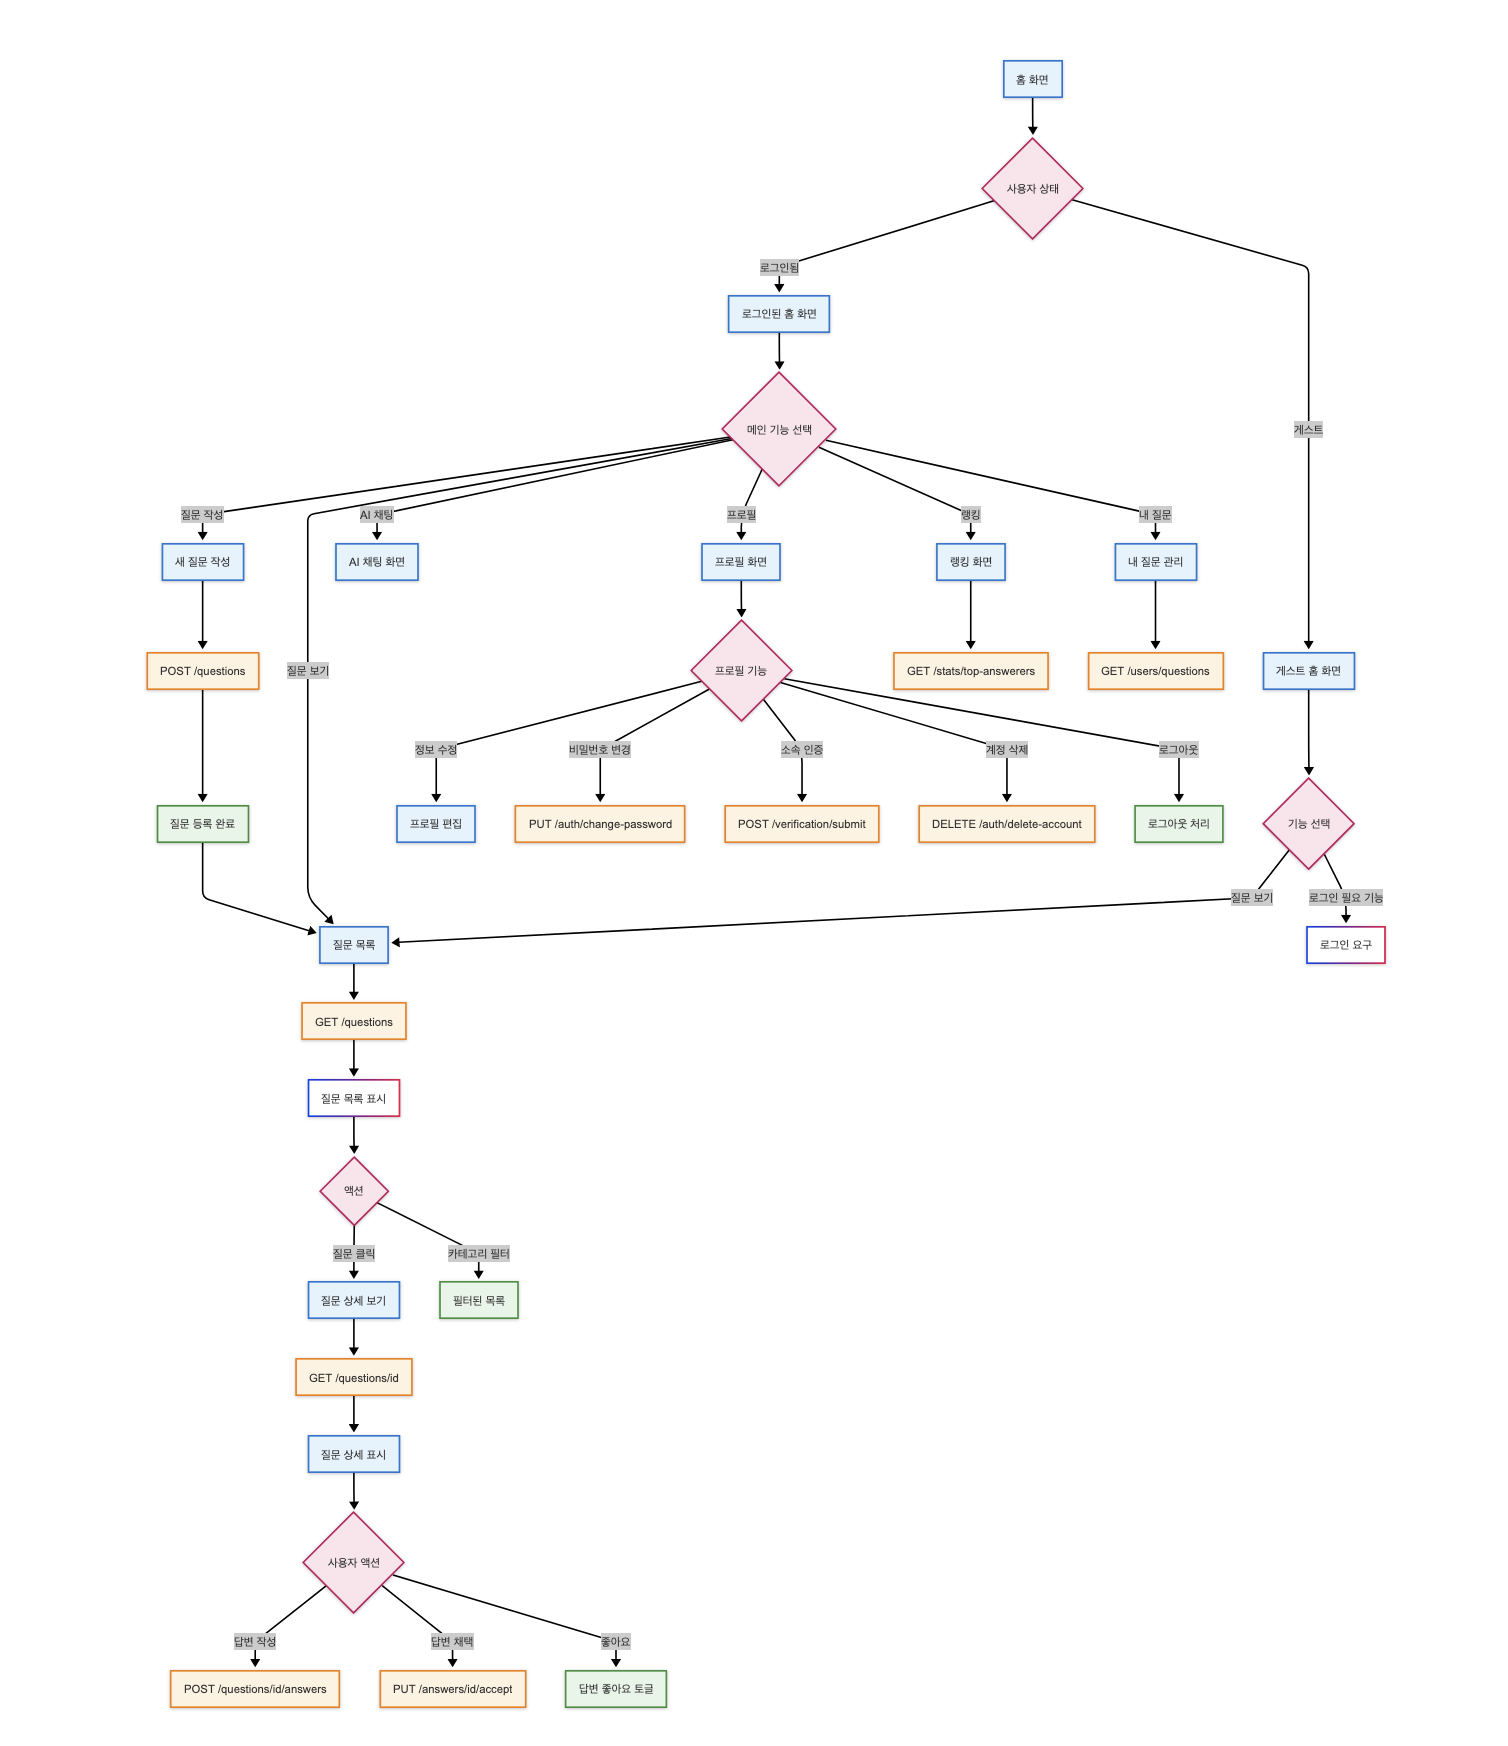 홈 화면
사용자 상태
로그인됨
로그인된 홈 화면
메인 기능 선택
게스트
질문 작성
AI 채팅
프로필
랭킹
내 질문
새 질문 작성
AI 채팅 화면
프로필 화면
랭킹 화면
내 질문 관리
POST /questions
질문 보기
프로필 기능
GET /stats/top-answerers
GET /users/questions
게스트 홈 화면
정보 수정
비밀번호 변경
소속 인증
계정 삭제
로그아웃
질문 등록 완료
프로필 편집
PUT /auth/change-password
POST /verification/submit
DELETE /auth/delete-account
로그아웃 처리
기능 선택
질문 보기
로그인 필요 기능
질문 목록
로그인 요구
GET /questions
질문 목록 표시
액션
질문 클릭
카테고리 필터
질문 상세 보기
필터된 목록
GET /questions/id
질문 상세 표시
사용자 액션
답변 작성
답변 채택
좋아요
POST /questions/id/answers
PUT /answers/id/accept
답변 좋아요 토글